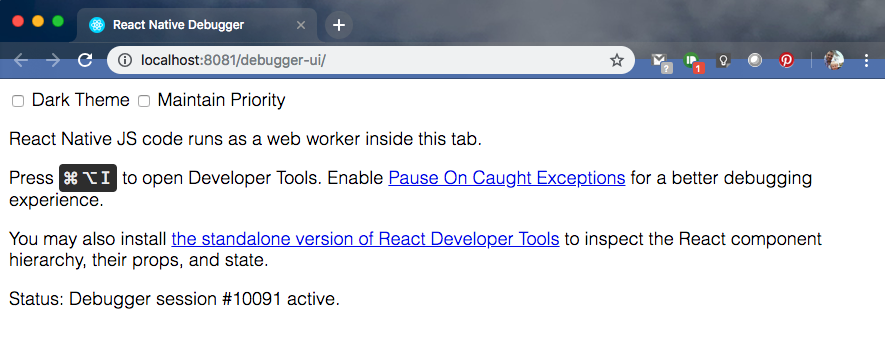 React Native Debugger
localhost:8081/debugger-ui/
?
1
Dark Theme Maintain Priority
React Native JS code runs as a web worker inside this tab.
Press ⌘⌥I to open Developer Tools. Enable Pause On Caught Exceptions for a better debugging
experience.
You may also install the standalone version of React Developer Tools to inspect the React component
hierarchy, their props, and state.
Status: Debugger session #10091 active.